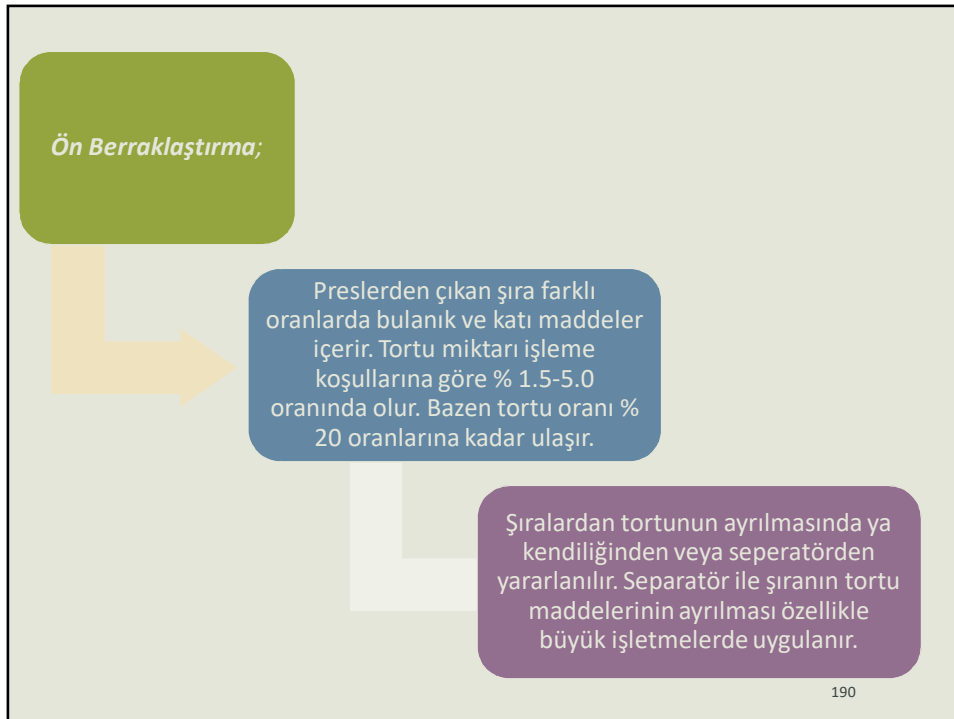 Ön Berraklaştırma;
Preslerden çıkan şıra farklı
oranlarda bulanık ve katı maddeler
içerir. Tortu miktarı işleme
koşullarına göre % 1.5-5.0
oranında olur. Bazen tortu oranı %
20 oranlarına kadar ulaşır.
Şıralardan tortunun ayrılmasında ya
kendiliğinden veya seperatörden
yararlanılır. Separatör ile şıranın tortu
maddelerinin ayrılması özellikle
büyük işletmelerde uygulanır.
190